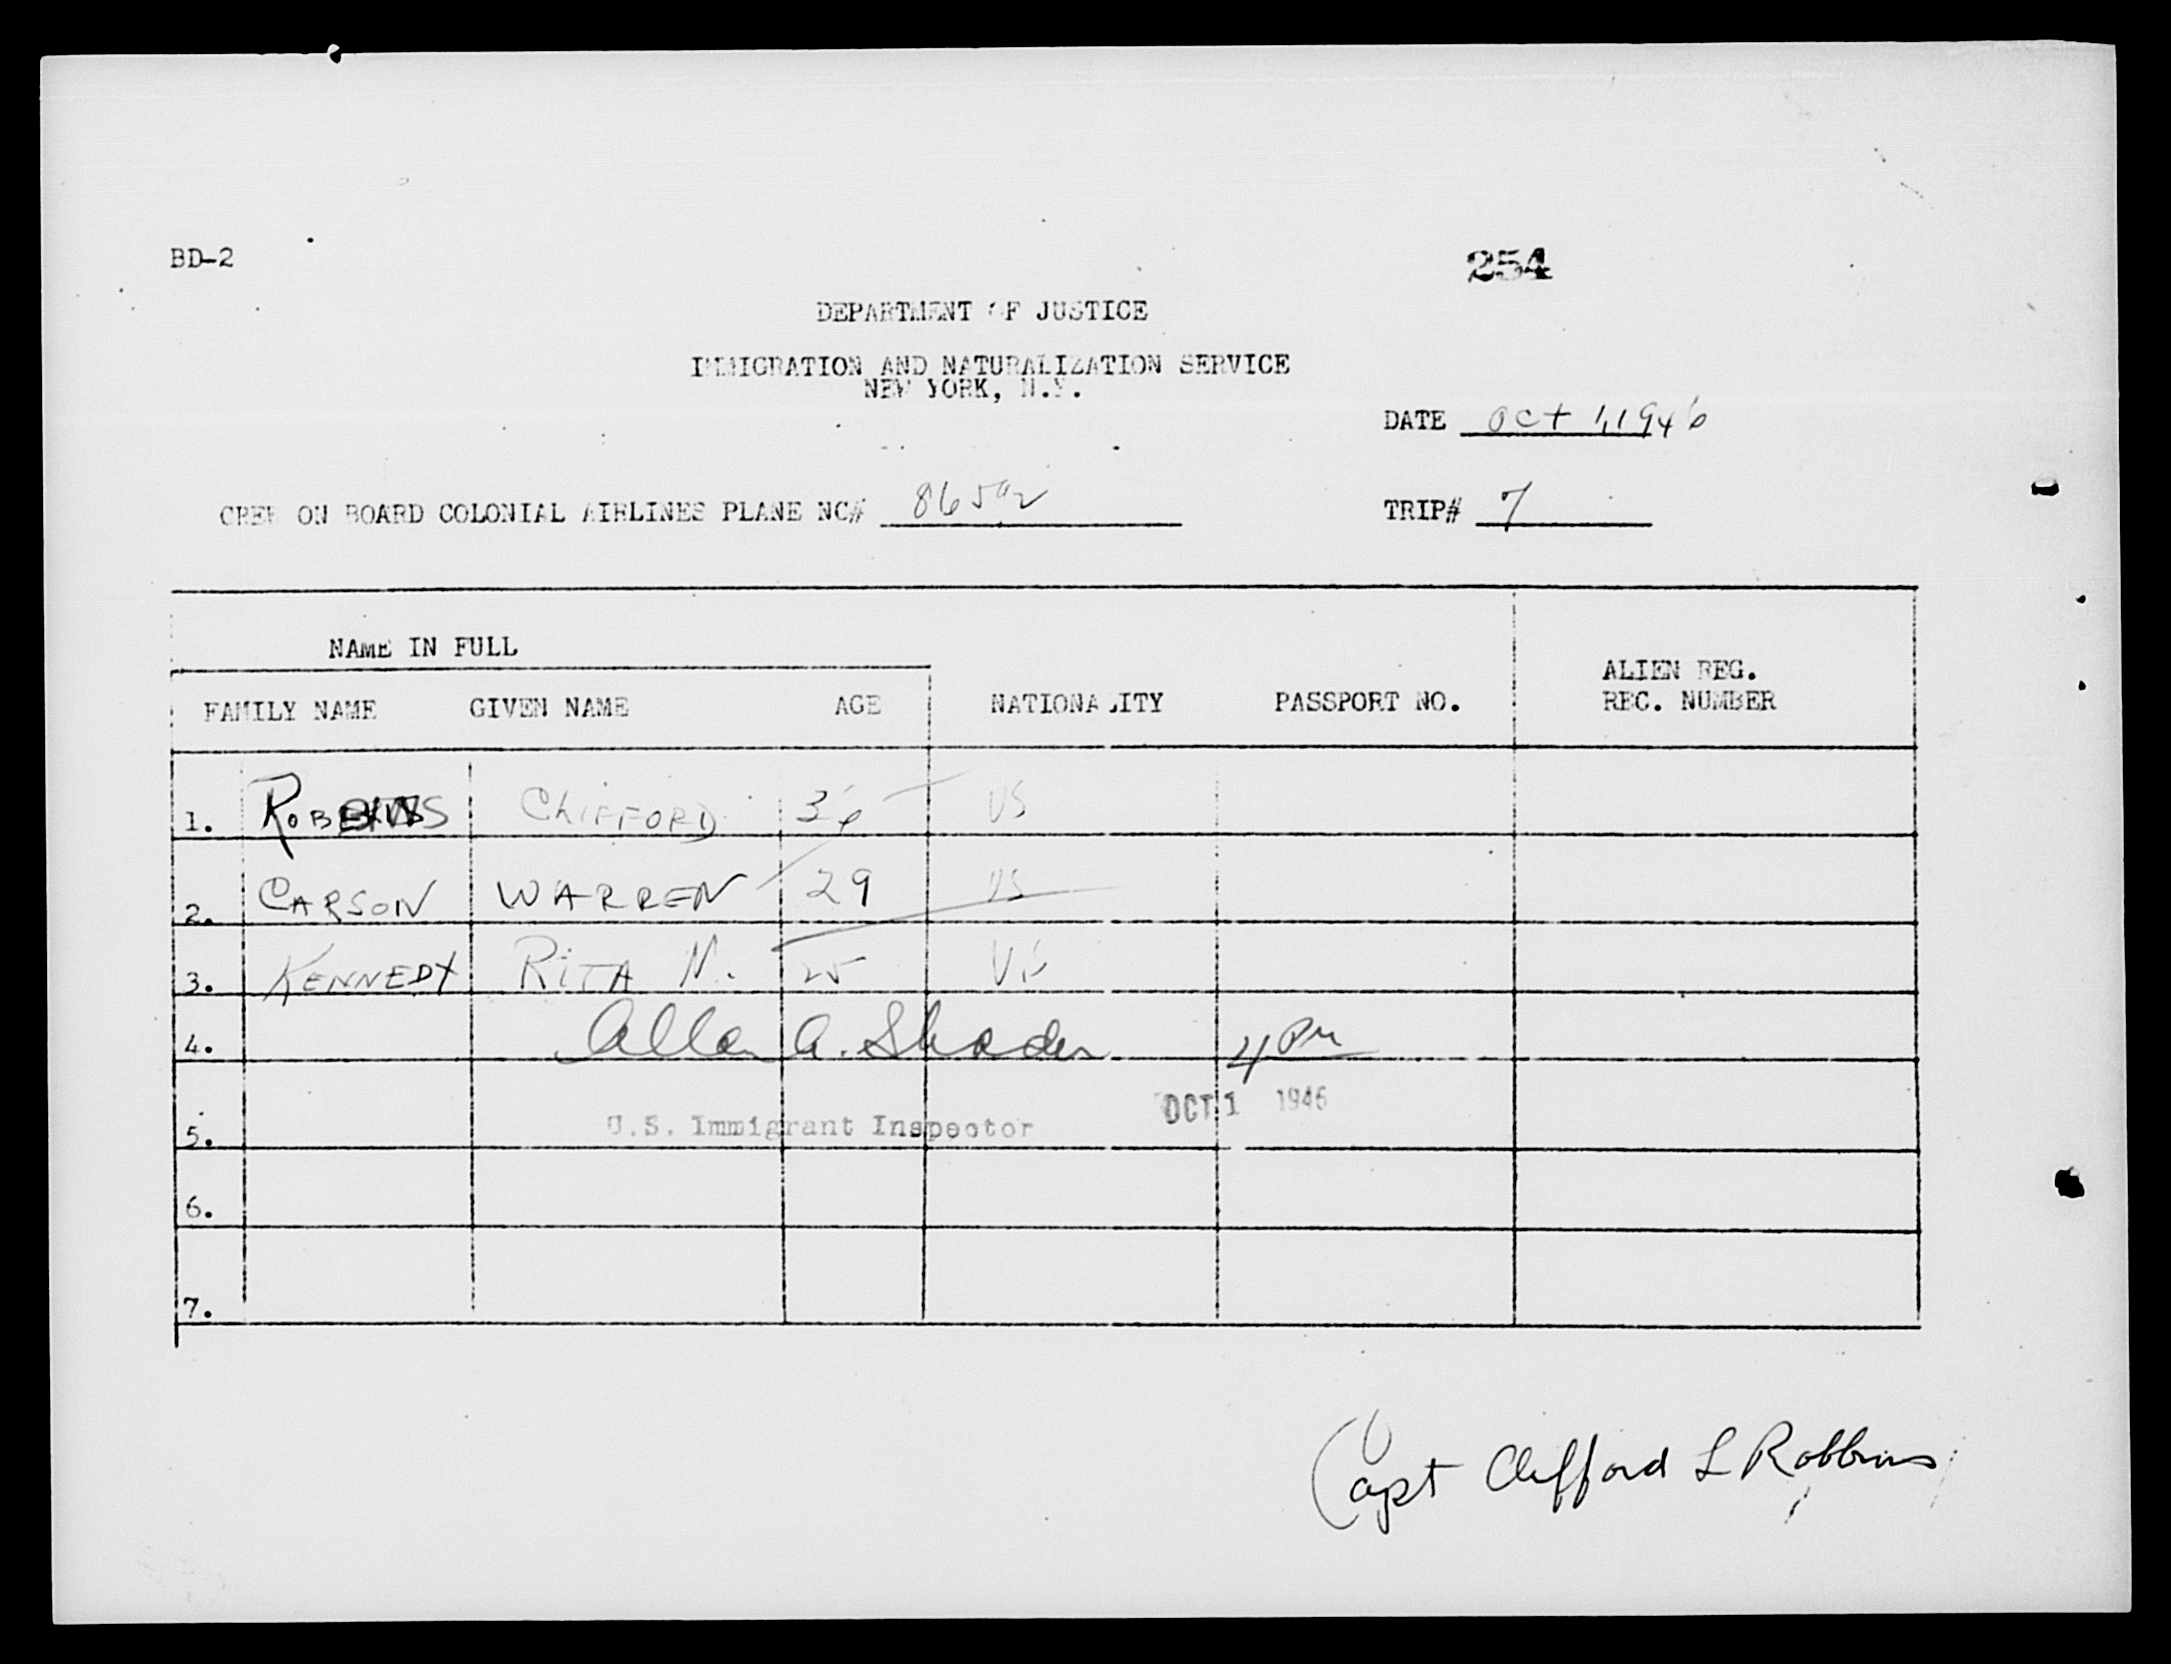 BD-2
254
DEPARTMENT OF JUSTICE
IMMIGRATION AND NATURALIZATION SERVICE
NEW YORK, N.Y.
DATE Oct 1, 1946
CREW ON BOARD COLONIAL AIRLINES PLANE NC#
TRIP# 7
NAME IN FULL
FAMILY NAME GIVEN NAME AGE NATIONALITY PASSPORT NO. ALIEN REG. REC. NUMBER
1. ROBBINS CLIFFORD 36 US
2. CARSON WARREN 29 US
3. KENNEDY RITA M. 25 US
4. A. 4 PM
5. U.S. Immigrant Inspector OCT 1 1946
6.
7.
Capt Clifford L Robbins